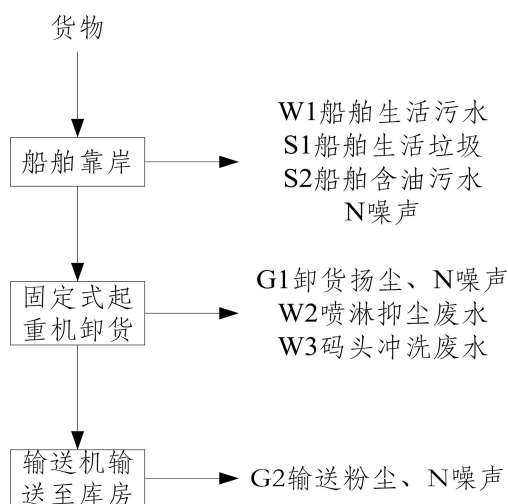 货物
船舶靠岸
W1船舶生活污水
S1船舶生活垃圾
S2船舶含油污水
N噪声
固定式起
重机卸货
G1卸货扬尘、N噪声
W2喷淋抑尘废水
W3码头冲洗废水
输送机输
送至库房
G2输送粉尘、N噪声